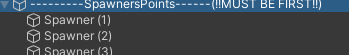 ---------SpawnersPoints------(!!MUST BE FIRST!!)
Spawner (1)
Spawner (2)
Spawner (3)